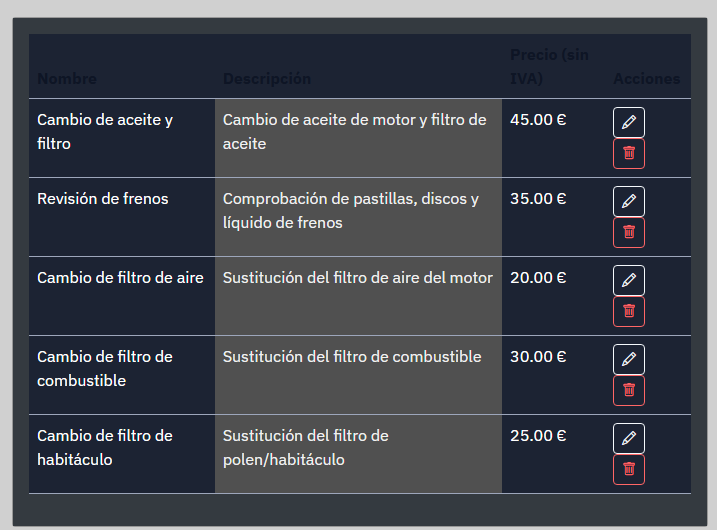 Nombre
Descripción
Precio (sin
IVA)
Acciones
Cambio de aceite y
filtro
Cambio de aceite de motor y filtro de
aceite
45.00 €
Revisión de frenos
Comprobación de pastillas, discos y
líquido de frenos
35.00 €
Cambio de filtro de aire
Sustitución del filtro de aire del motor
20.00 €
Cambio de filtro de
combustible
Sustitución del filtro de combustible
30.00 €
Cambio de filtro de
habitáculo
Sustitución del filtro de
polen/habitáculo
25.00 €